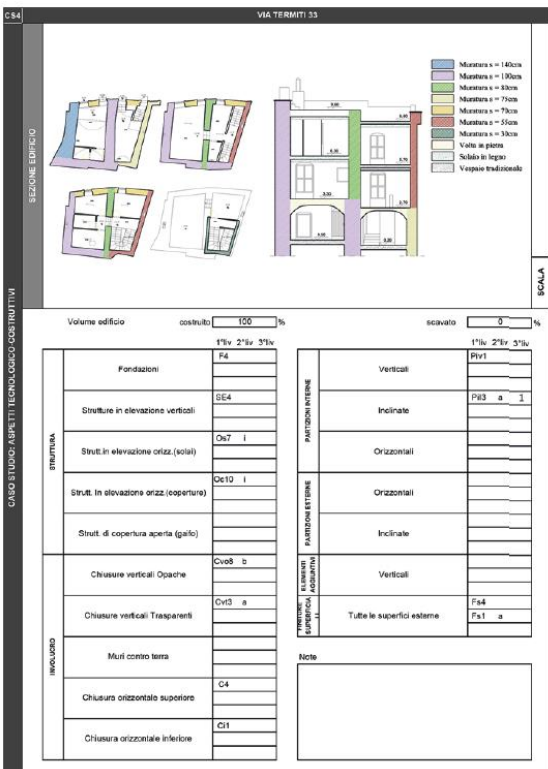 CS4
VIA TERMITI 33
CASO STUDIO: ASPETTI TECNOLOGICO-COSTRUTTIVI
SEZIONE EDIFICIO
Muratura s = 140cm
Muratura s = 100cm
Muratura s = 80cm
Muratura s = 75cm
Muratura s = 70cm
Muratura s = 55cm
Muratura s = 30cm
Volta in pietra
Solaio in legno
Vespaio tradizionale
SCALA
Volume edificio costruito 100 % scavato 0 %
1°liv 2°liv 3°liv
STRUTTURA
Fondazioni F4
Strutture in elevazione verticali SE4
Strutt.in elevazione orizz.(solai) Os7 i
Strutt. In elevazione orizz.(coperture) Oc10 i
Strutt. di copertura aperta (gaifo)
INVOLUCRO
Chiusure verticali Opache Cvo8 b
Chiusure verticali Trasparenti Cvt3 a
Muri contro terra
Chiusura orizzontale superiore C4
Chiusura orizzontale inferiore Ci1
1°liv 2°liv 3°liv
PARTIZIONI INTERNE
Verticali Piv1
Inclinate Pil3 a 1
Orizzontali
PARTIZIONI ESTERNE
Orizzontali
Inclinate
ELEMENTI AGGIUNTIVI
Verticali
FINITURE SUPERFICIALI
Tutte le superfici esterne Fs4
Fs1 a
Note